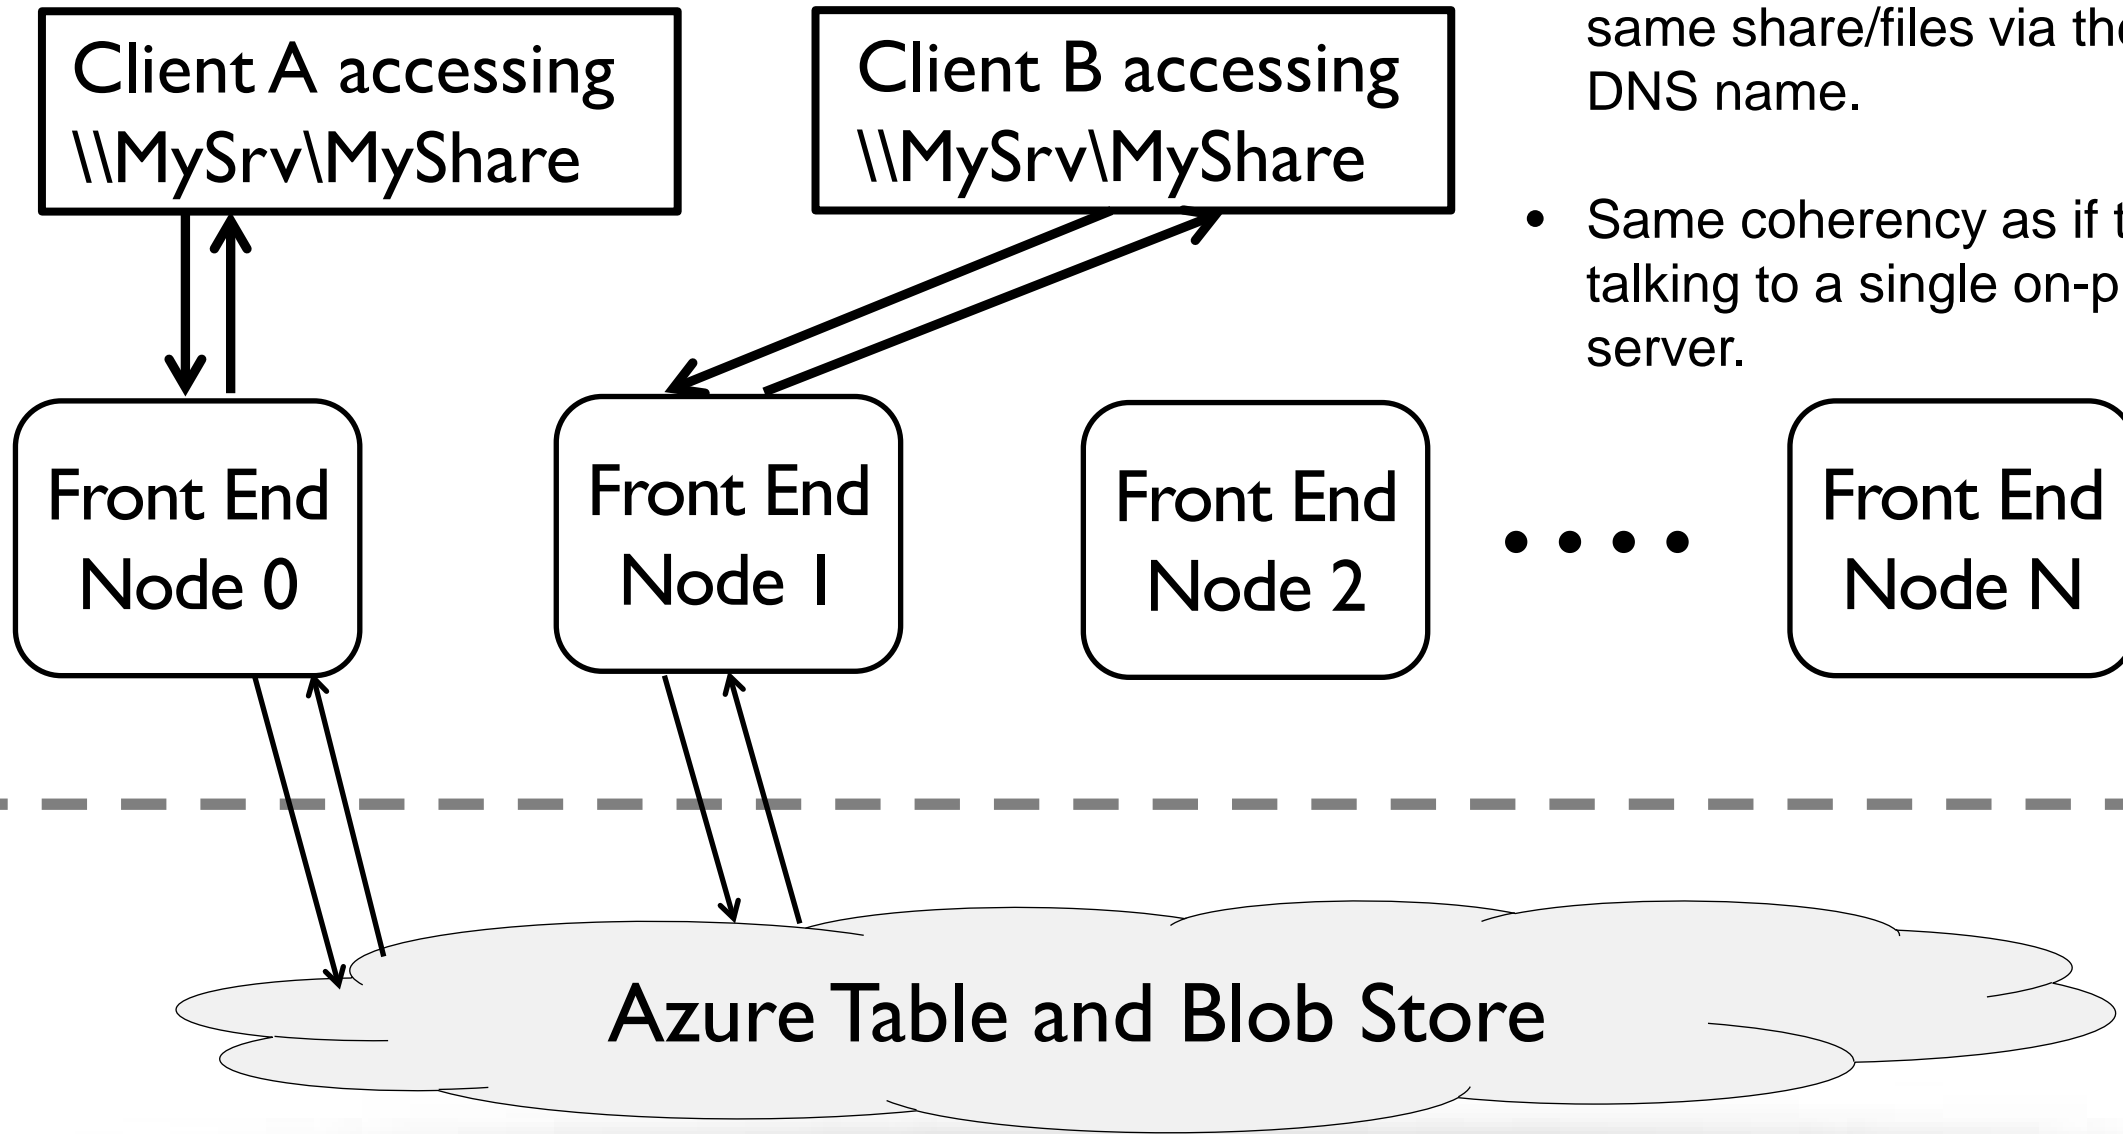 Client A accessing
\\MySrv\MyShare
Client B accessing
\\MySrv\MyShare
same share/files via
DNS name.
• Same coherency as if
talking to a single
server.
Front End
Node 0
Front End
Node 1
Front End
Node 2
Front End
Node N
Azure Table and Blob Store